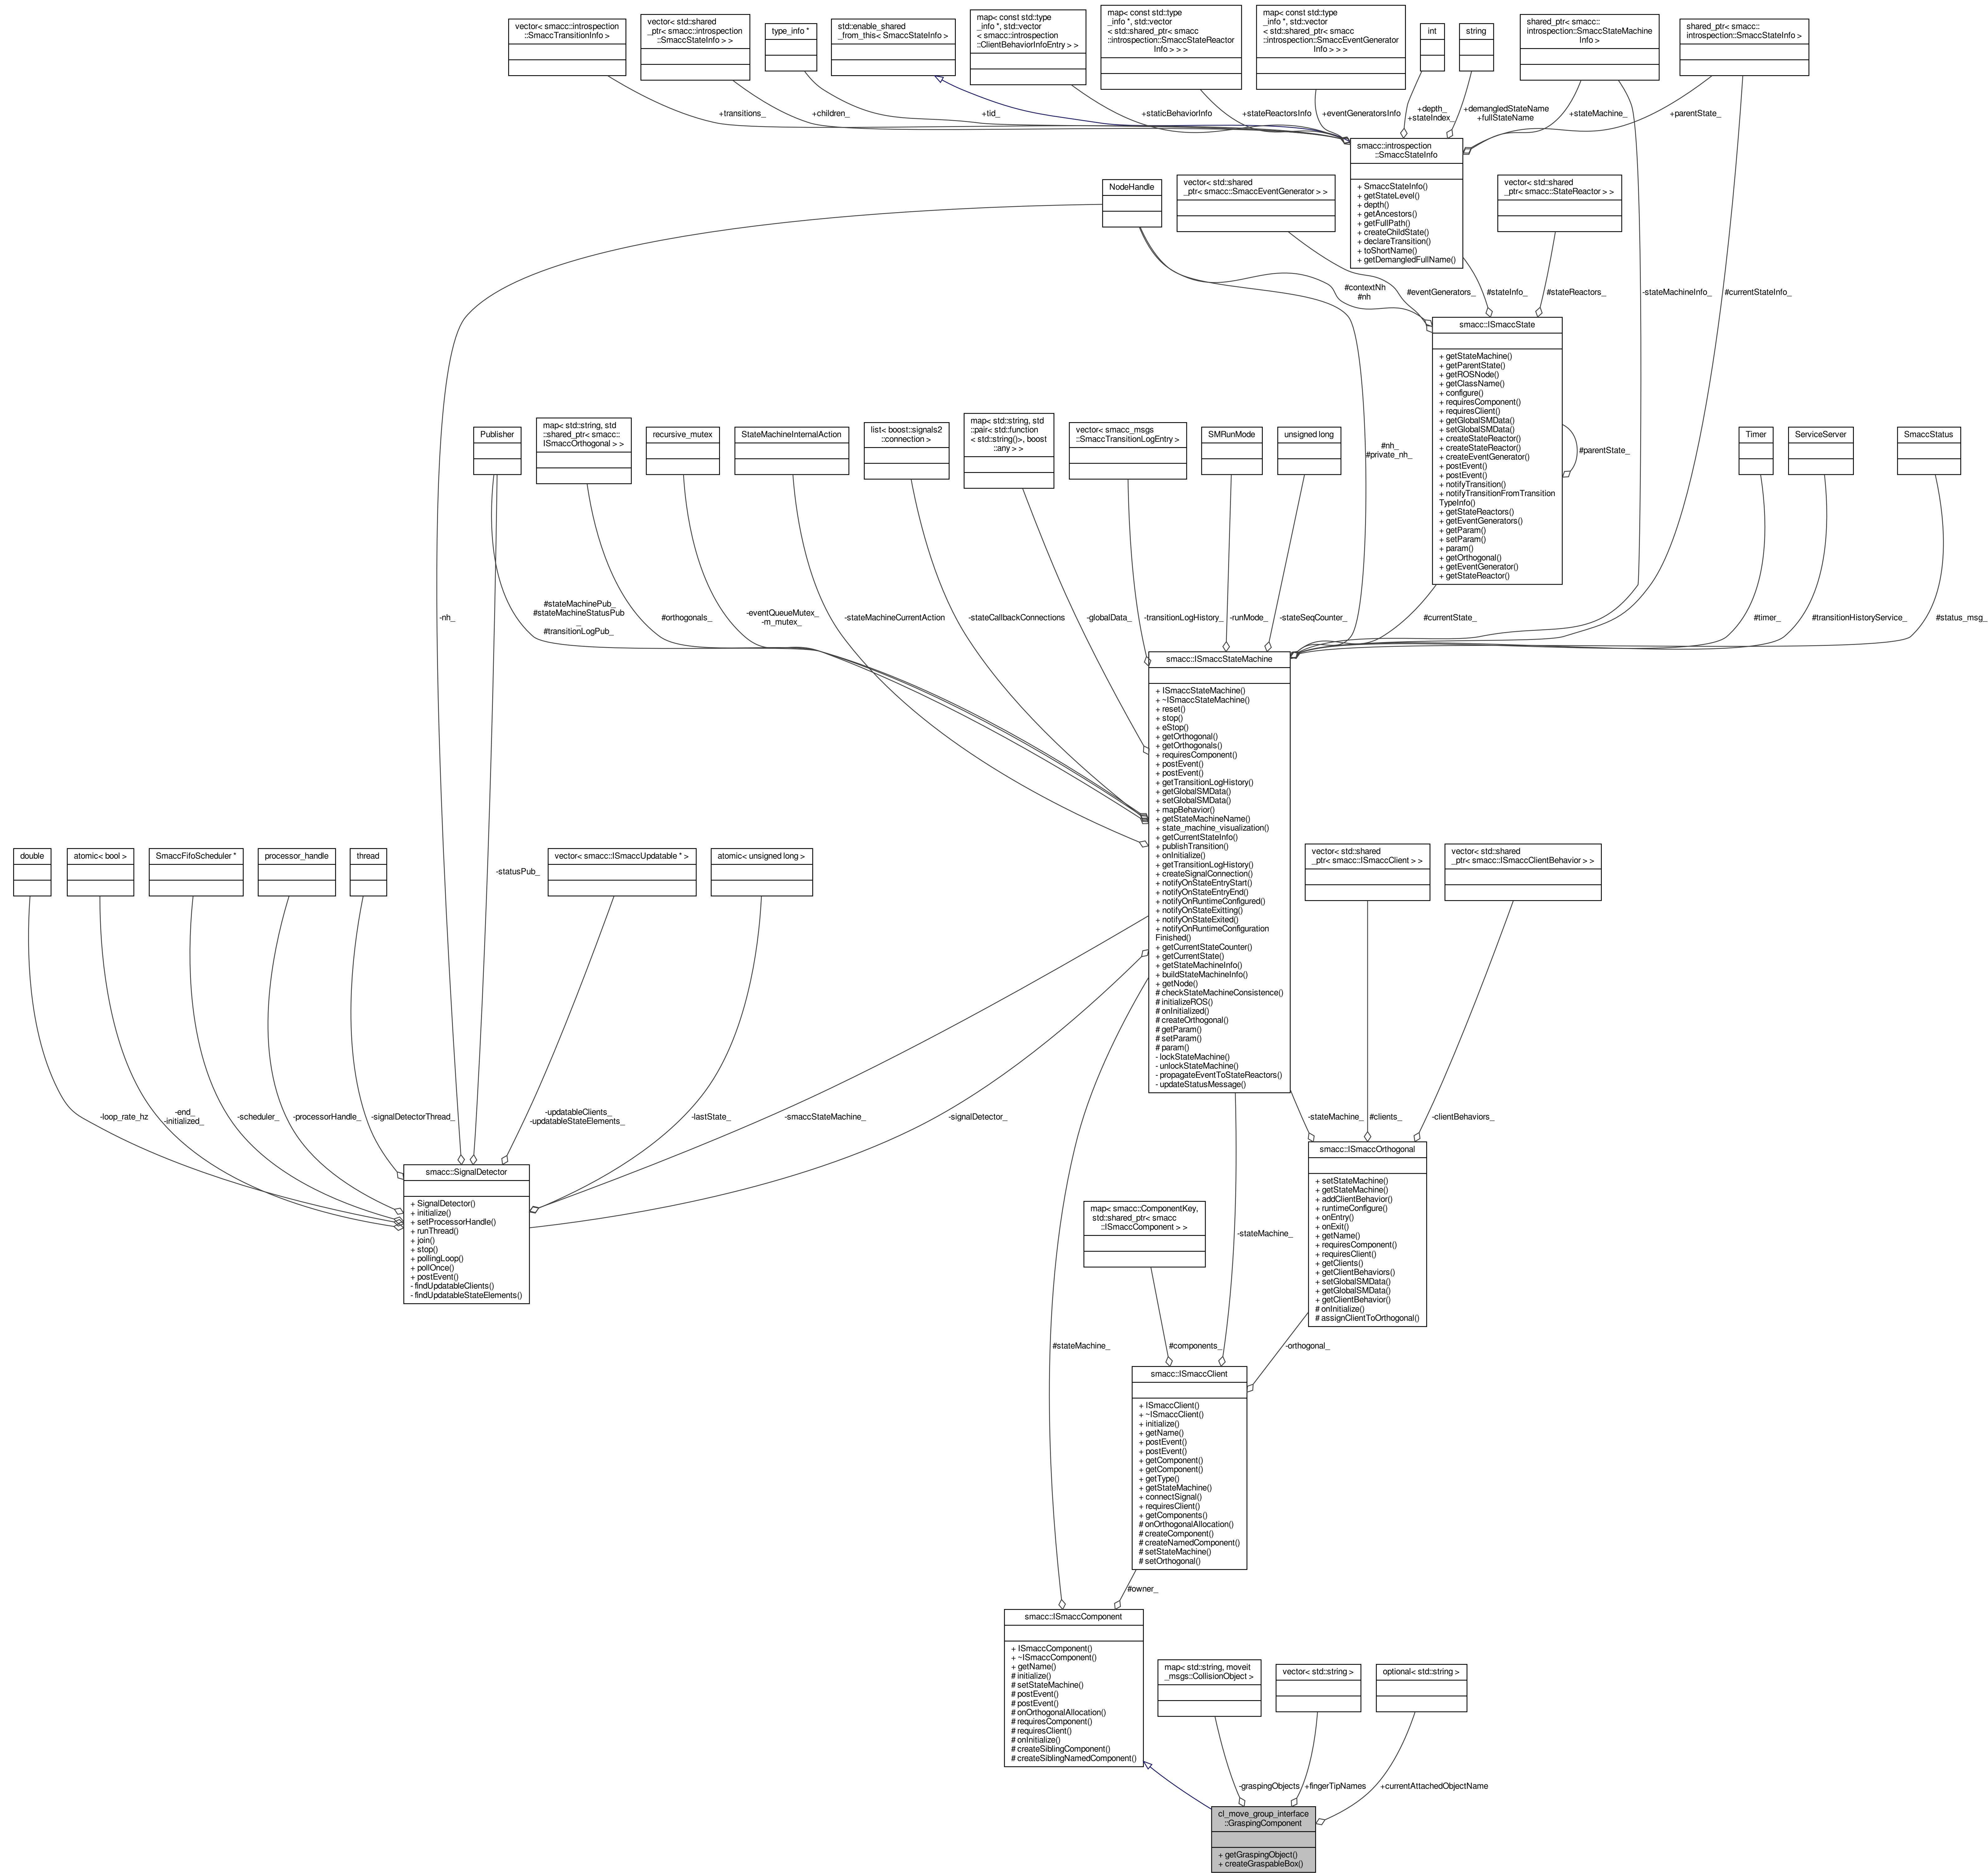 vector< smacc::introspection
::SmaccTransitionInfo >
vector< std::shared
_ptr< smacc::introspection
::SmaccStateInfo > >
type_info *
std::enable_shared
_from_this< SmaccStateInfo >
map< const std::type
_info *, std::vector
< smacc::introspection
::ClientBehaviorInfoEntry > >
map< const std::type
_info *, std::vector
< std::shared_ptr< smacc
::introspection::SmaccStateReactor
Info > > >
map< const std::type
_info *, std::vector
< std::shared_ptr< smacc
::introspection::SmaccEventGenerator
Info > > >
int
string
shared_ptr< smacc::
introspection::SmaccStateMachine
Info >
shared_ptr< smacc::
introspection::SmaccStateInfo >
+transitions_
+children_
+tid_
+staticBehaviorInfo
+stateReactorsInfo
+eventGeneratorsInfo
+depth_
+stateIndex_
+demangledStateName
+fullStateName
+stateMachine_
+parentState_
smacc::introspection
::SmaccStateInfo
+ SmaccStateInfo()
+ getStateLevel()
+ depth()
+ getAncestors()
+ getFullPath()
+ createChildState()
+ declareTransition()
+ toShortName()
+ getDemangledFullName()
NodeHandle
vector< std::shared
_ptr< smacc::SmaccEventGenerator > >
vector< std::shared
_ptr< smacc::StateReactor > >
#contextNh
#nh
#eventGenerators_
#stateInfo_
#stateReactors_
-stateMachineInfo_
#currentStateInfo_
smacc::ISmaccState
+ getStateMachine()
+ getParentState()
+ getROSNode()
+ getClassName()
+ configure()
+ requiresComponent()
+ requiresClient()
+ getGlobalSMData()
+ setGlobalSMData()
+ createStateReactor()
+ createStateReactor()
+ createEventGenerator()
+ postEvent()
+ postEvent()
+ notifyTransition()
+ notifyTransitionFromTransition
TypeInfo()
+ getStateReactors()
+ getEventGenerators()
+ getParam()
+ setParam()
+ param()
+ getOrthogonal()
+ getEventGenerator()
+ getStateReactor()
#parentState_
Publisher
map< std::string, std
::shared_ptr< smacc::
ISmaccOrthogonal > >
recursive_mutex
StateMachineInternalAction
list< boost::signals2
::connection >
map< std::string, std
::pair< std::function
< std::string()>, boost
::any > >
vector< smacc_msgs
::SmaccTransitionLogEntry >
SMRunMode
unsigned long
#nh_
#private_nh_
Timer
ServiceServer
SmaccStatus
-nh_
#stateMachinePub_
#stateMachineStatusPub
_
#transitionLogPub_
#orthogonals_
-eventQueueMutex_
-m_mutex_
-stateMachineCurrentAction
-stateCallbackConnections
-globalData_
-transitionLogHistory_
-runMode_
-stateSeqCounter_
#currentState_
#timer_
#transitionHistoryService_
#status_msg_
smacc::ISmaccStateMachine
+ ISmaccStateMachine()
+ ~ISmaccStateMachine()
+ reset()
+ stop()
+ eStop()
+ getOrthogonal()
+ getOrthogonals()
+ requiresComponent()
+ postEvent()
+ postEvent()
+ getTransitionLogHistory()
+ getGlobalSMData()
+ setGlobalSMData()
+ mapBehavior()
+ getStateMachineName()
+ state_machine_visualization()
+ getCurrentStateInfo()
+ publishTransition()
+ onInitialize()
+ getTransitionLogHistory()
+ createSignalConnection()
+ notifyOnStateEntryStart()
+ notifyOnStateEntryEnd()
+ notifyOnRuntimeConfigured()
+ notifyOnStateExitting()
+ notifyOnStateExited()
+ notifyOnRuntimeConfiguration
Finished()
+ getCurrentStateCounter()
+ getCurrentState()
+ getStateMachineInfo()
+ buildStateMachineInfo()
+ getNode()
# checkStateMachineConsistence()
# initializeROS()
# onInitialized()
# createOrthogonal()
# getParam()
# setParam()
# param()
- lockStateMachine()
- unlockStateMachine()
- propagateEventToStateReactors()
- updateStatusMessage()
double
atomic< bool >
SmaccFifoScheduler *
processor_handle
thread
-statusPub_
vector< smacc::ISmaccUpdatable * >
atomic< unsigned long >
vector< std::shared
_ptr< smacc::ISmaccClient > >
vector< std::shared
_ptr< smacc::ISmaccClientBehavior > >
-loop_rate_hz
-end_
-initialized_
-scheduler_
-processorHandle_
-signalDetectorThread_
-updatableClients_
-updatableStateElements_
-lastState_
-smaccStateMachine_
-signalDetector_
-stateMachine_
#clients_
-clientBehaviors_
smacc::SignalDetector
+ SignalDetector()
+ initialize()
+ setProcessorHandle()
+ runThread()
+ join()
+ stop()
+ pollingLoop()
+ pollOnce()
+ postEvent()
- findUpdatableClients()
- findUpdatableStateElements()
smacc::ISmaccOrthogonal
+ setStateMachine()
+ getStateMachine()
+ addClientBehavior()
+ runtimeConfigure()
+ onEntry()
+ onExit()
+ getName()
+ requiresComponent()
+ requiresClient()
+ getClients()
+ getClientBehaviors()
+ setGlobalSMData()
+ getGlobalSMData()
+ getClientBehavior()
# onInitialize()
# assignClientToOrthogonal()
map< smacc::ComponentKey,
std::shared_ptr< smacc
::ISmaccComponent > >
-stateMachine_
#stateMachine_
#components_
-orthogonal_
smacc::ISmaccClient
+ ISmaccClient()
+ ~ISmaccClient()
+ initialize()
+ getName()
+ postEvent()
+ postEvent()
+ getComponent()
+ getComponent()
+ getType()
+ getStateMachine()
+ connectSignal()
+ requiresClient()
+ getComponents()
# onOrthogonalAllocation()
# createComponent()
# createNamedComponent()
# setStateMachine()
# setOrthogonal()
#owner_
smacc::ISmaccComponent
+ ISmaccComponent()
+ ~ISmaccComponent()
+ getName()
# initialize()
# setStateMachine()
# postEvent()
# postEvent()
# onOrthogonalAllocation()
# requiresComponent()
# requiresClient()
# onInitialize()
# createSiblingComponent()
# createSiblingNamedComponent()
map< std::string, moveit
_msgs::CollisionObject >
vector< std::string >
optional< std::string >
-graspingObjects
+fingerTipNames
+currentAttachedObjectName
cl_move_group_interface
::GraspingComponent
+ getGraspingObject()
+ createGraspableBox()